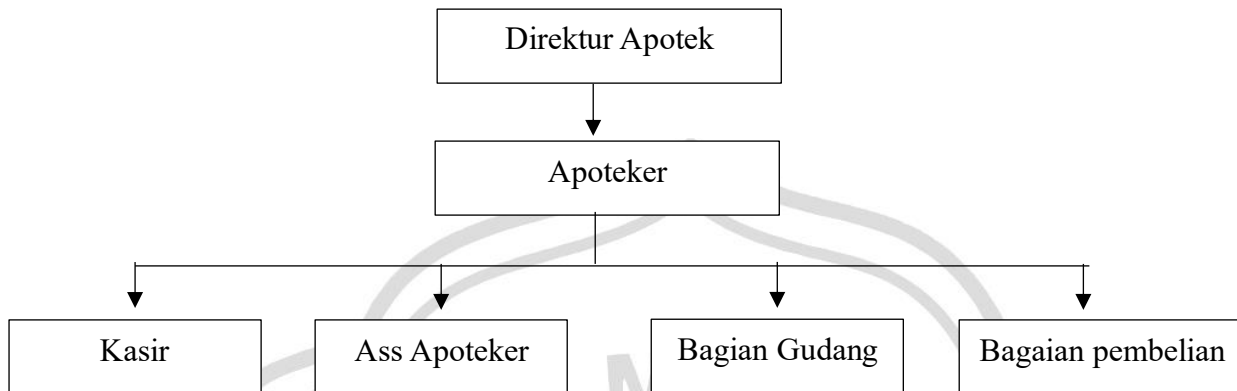 Direktur Apotek
Apoteker
Kasir
Ass Apoteker
Bagian Gudang
Bagaian pembelian